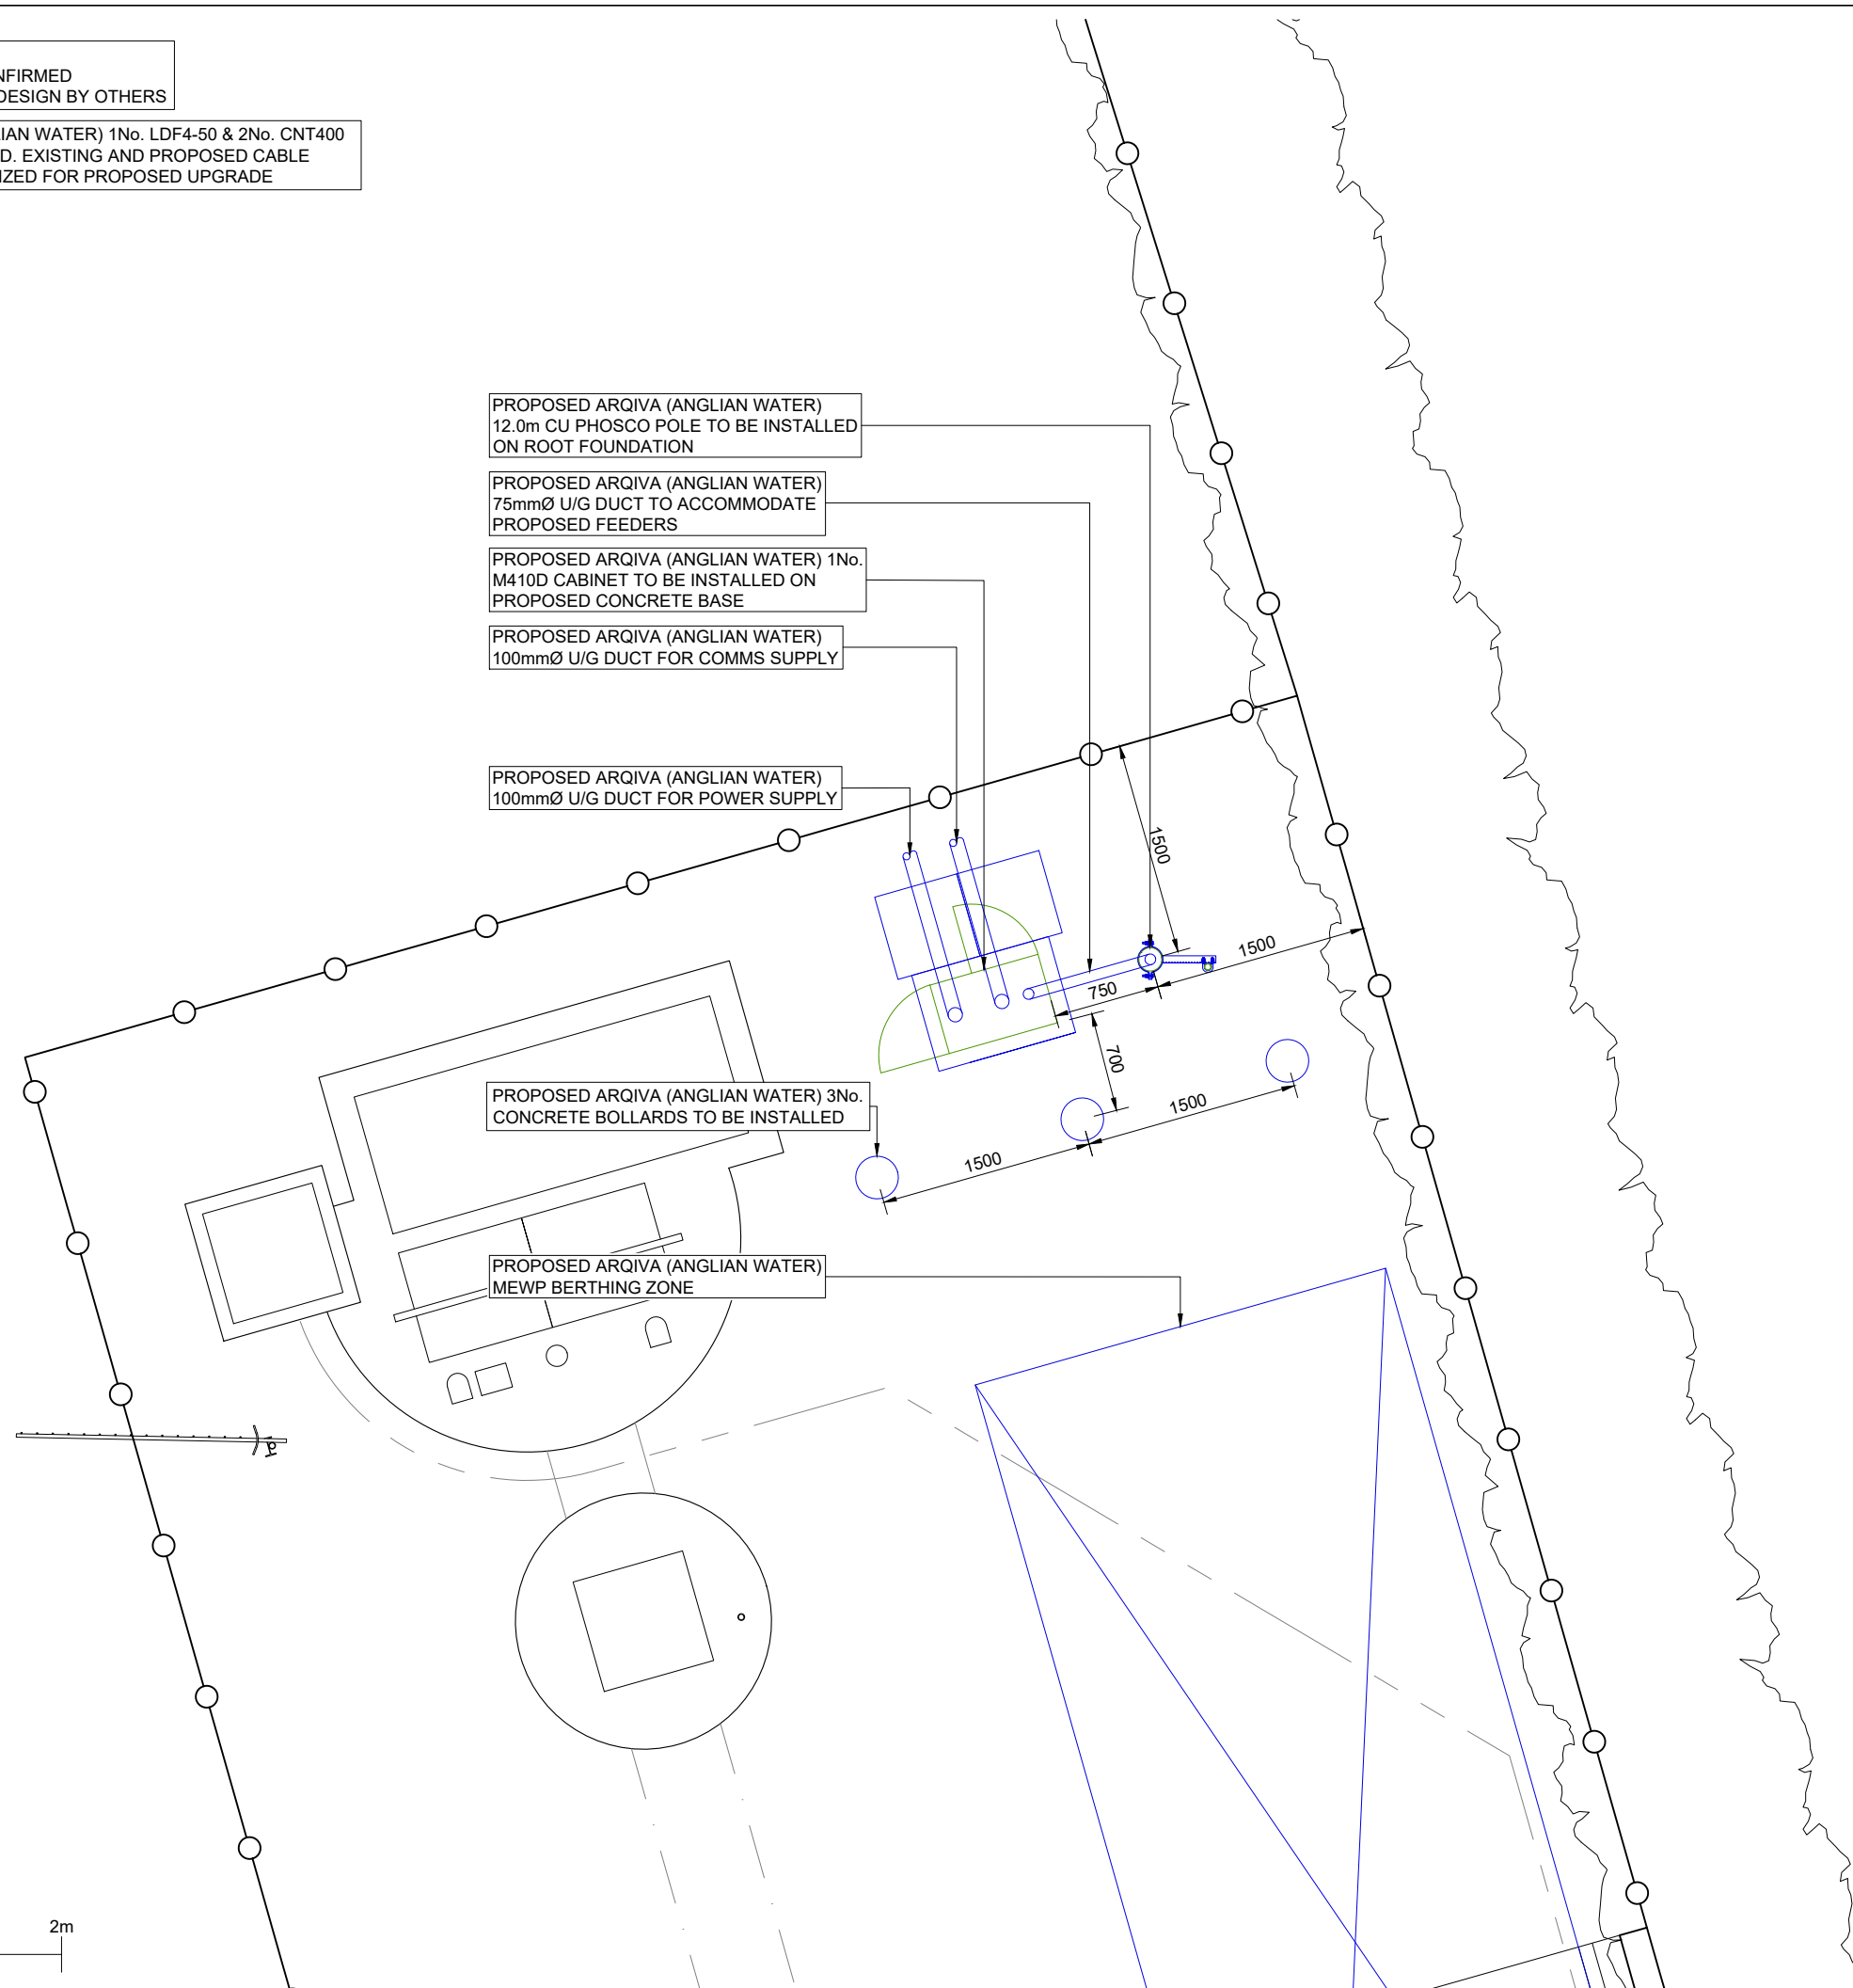 NFIRMED
DESIGN BY OTHERS
IAN WATER) 1No. LDF4-50 & 2No. CNT400
D. EXISTING AND PROPOSED CABLE
IZED FOR PROPOSED UPGRADE
PROPOSED ARQIVA (ANGLIAN WATER)
12.0m CU PHOSCO POLE TO BE INSTALLED
ON ROOT FOUNDATION
PROPOSED ARQIVA (ANGLIAN WATER)
75mmØ U/G DUCT TO ACCOMMODATE
PROPOSED FEEDERS
PROPOSED ARQIVA (ANGLIAN WATER) 1No.
M410D CABINET TO BE INSTALLED ON
PROPOSED CONCRETE BASE
PROPOSED ARQIVA (ANGLIAN WATER)
100mmØ U/G DUCT FOR COMMS SUPPLY
PROPOSED ARQIVA (ANGLIAN WATER)
100mmØ U/G DUCT FOR POWER SUPPLY
1500
1500
750
700
PROPOSED ARQIVA (ANGLIAN WATER) 3No.
CONCRETE BOLLARDS TO BE INSTALLED
1500
1500
PROPOSED ARQIVA (ANGLIAN WATER)
MEWP BERTHING ZONE
2m